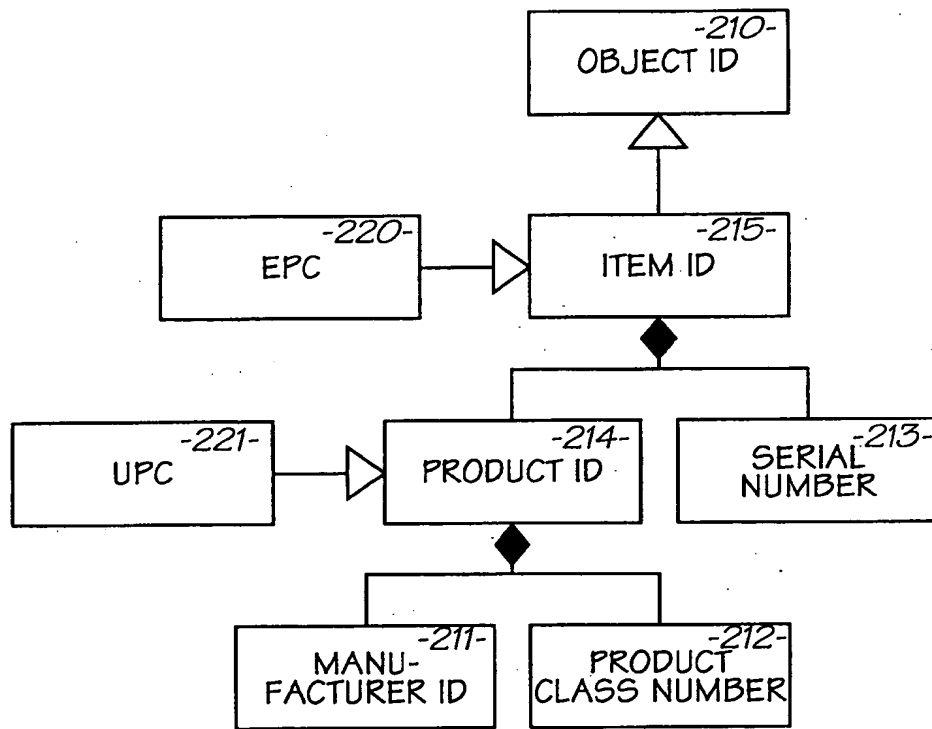 -210-
OBJECT ID
-220-
EPC
-215-
ITEM ID
-221-
UPC
-214-
PRODUCT ID
-213-
SERIAL
NUMBER
-211-
MANU-
FACTURER ID
-212-
PRODUCT
CLASS NUMBER